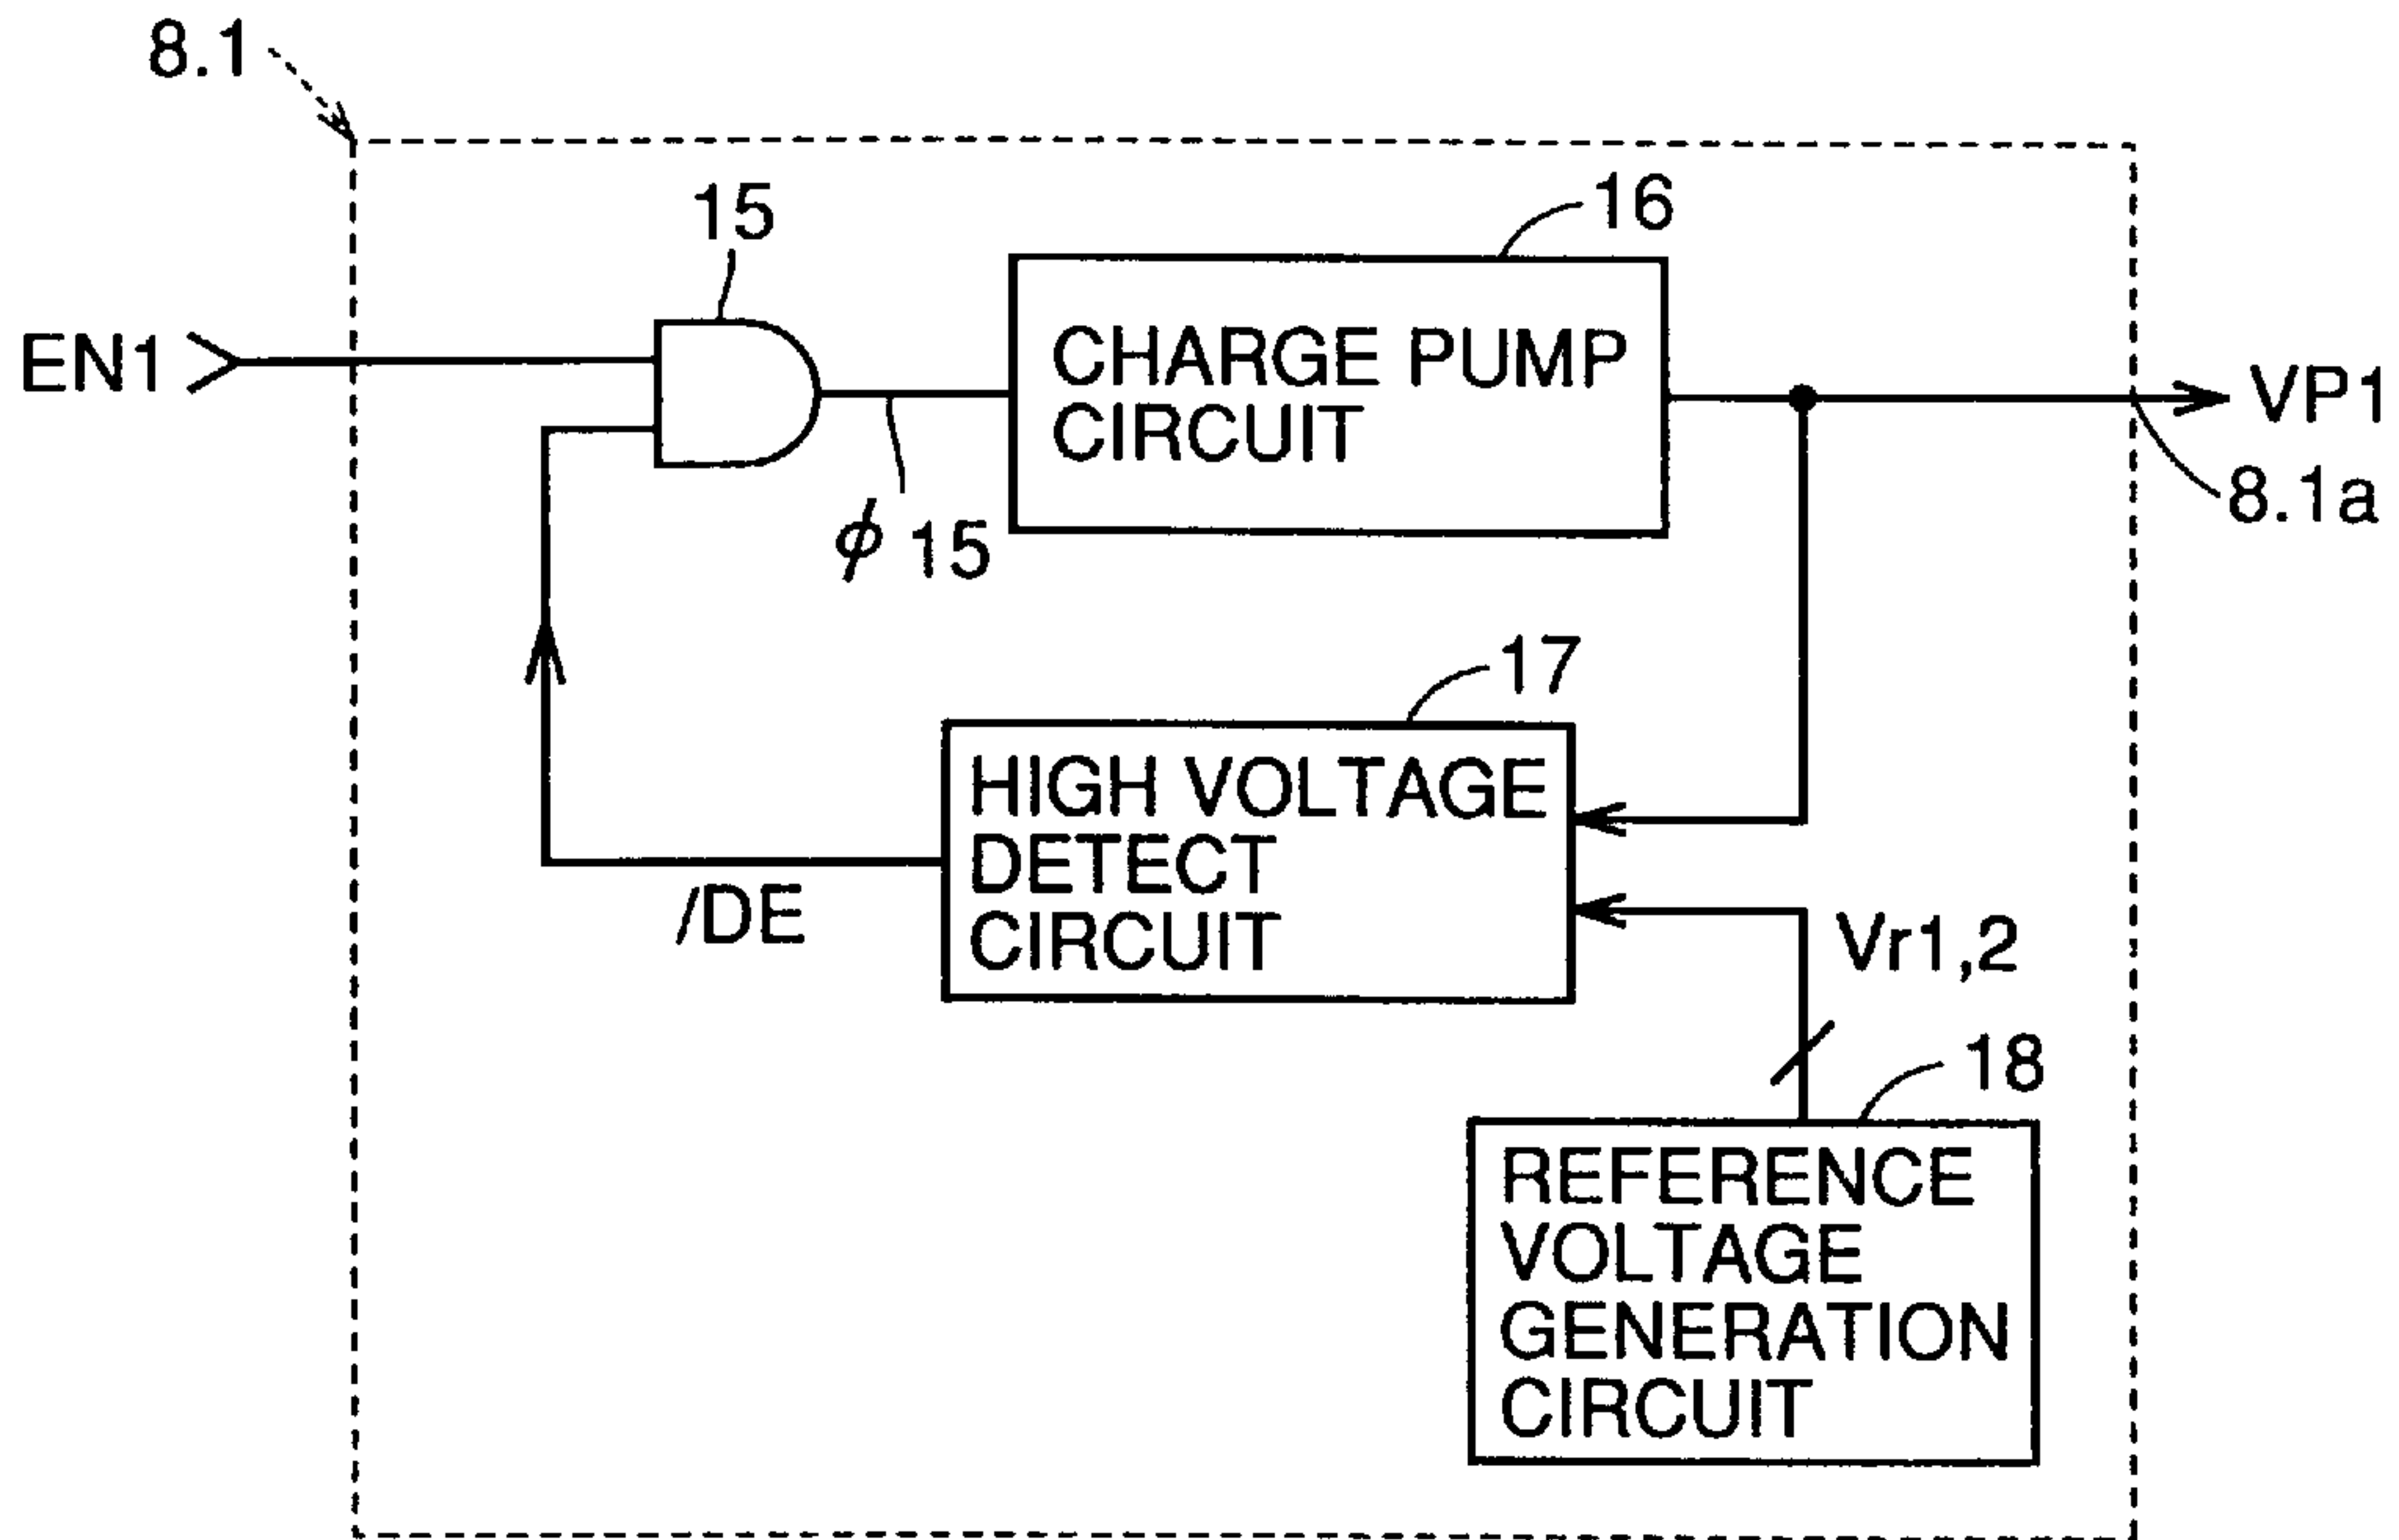 8.1
15
16
EN1
CHARGE PUMP
CIRCUIT
VP1
8.1a
ϕ 15
17
HIGH VOLTAGE
DETECT
CIRCUIT
/DE
Vr1,2
18
REFERENCE
VOLTAGE
GENERATION
CIRCUIT